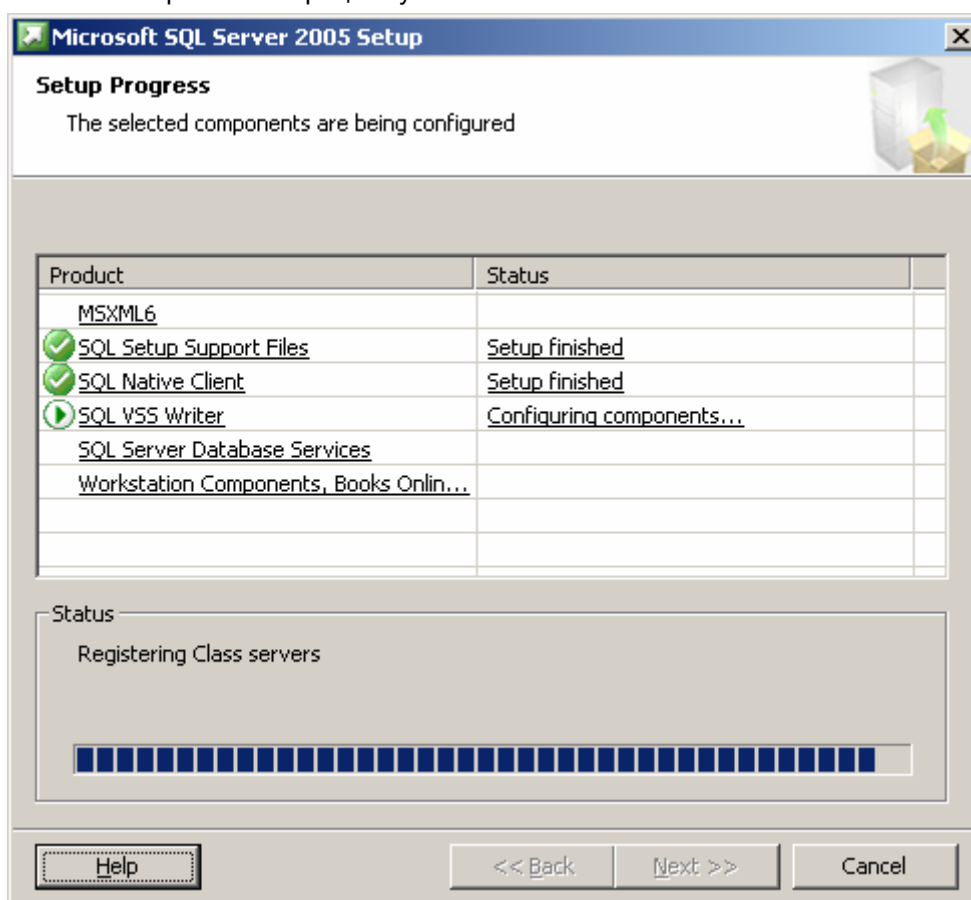 Microsoft SQL Server 2005 Setup
Setup Progress
The selected components are being configured
Product Status
MSXML6
SQL Setup Support Files Setup finished
SQL Native Client Setup finished
SQL VSS Writer Configuring components...
SQL Server Database Services
Workstation Components, Books Onlin...
Status
Registering Class servers
Help << Back Next >> Cancel